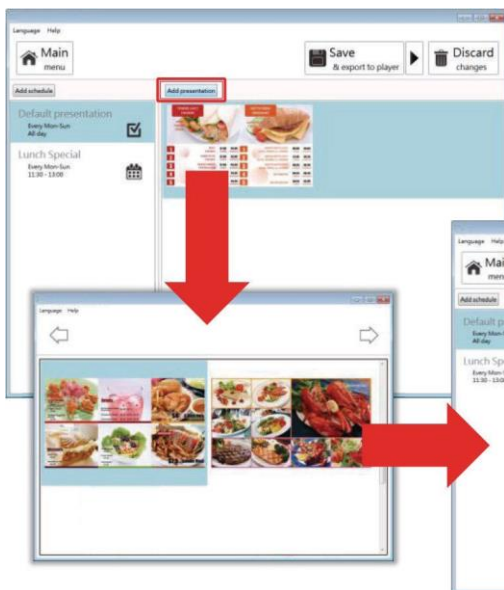 Language Help
Main
menu
Save
& export to player
Discard
changes
Add schedule
Add presentation
Default presentation
Every Mon-Sun
All day
Lunch Special
Every Mon-Sun
11:30 - 13:00
Language Help
Language Help
Mai
men
Add schedule
Default p
Every Mon-
All day
Lunch Sp
Every Mon-
11:30 - 13:0